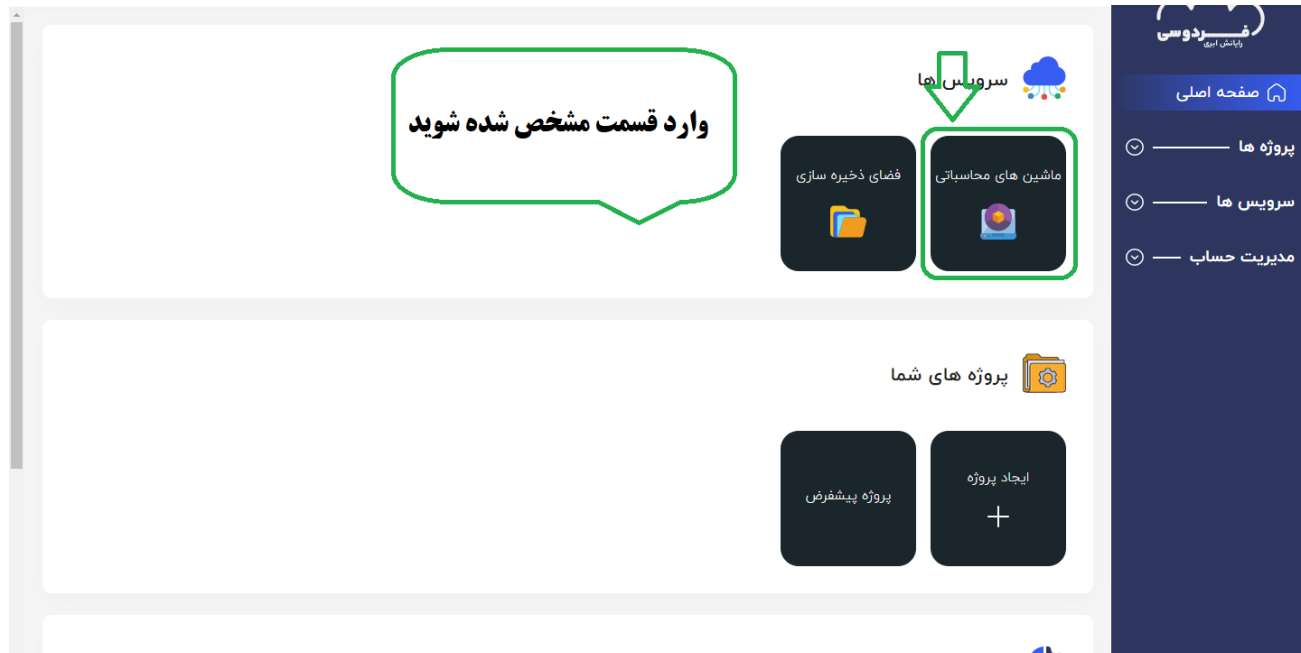 فــــردوسی
رایانش ابری
صفحه اصلی
پروژه ها
سرویس ها
مدیریت حساب
سرویس ها
وارد قسمت مشخص شده شوید
ماشین های محاسباتی
فضای ذخیره سازی
پروژه های شما
ایجاد پروژه
پروژه پیشفرض